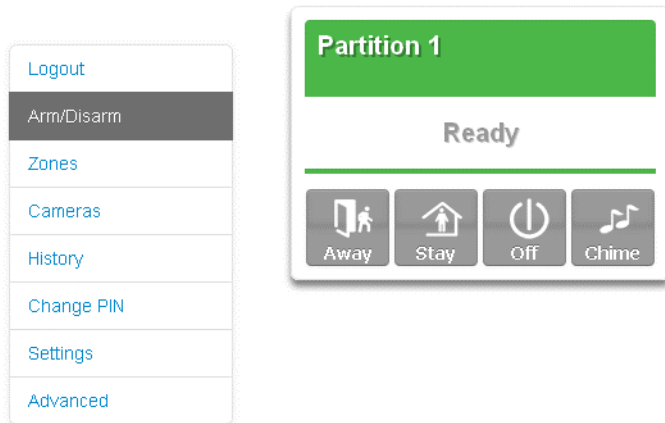 Logout
Arm/Disarm
Zones
Cameras
History
Change PIN
Settings
Advanced
Partition 1
Ready
Away Stay Off Chime